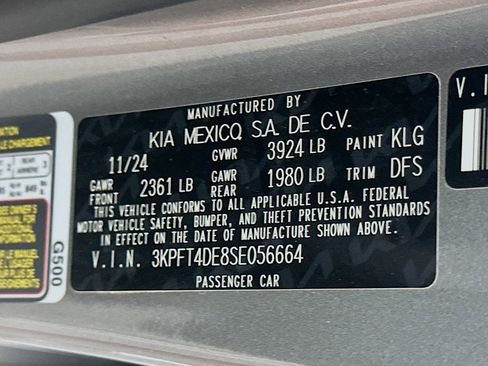 MANUFACTURED BY
KIA MEXICO, S.A. DE C.V.
11/24 GVWR 3924 LB PAINT KLG
GAWR FRONT 2361 LB GAWR REAR 1980 LB TRIM DFS
THIS VEHICLE CONFORMS TO ALL APPLICABLE U.S.A. FEDERAL
MOTOR VEHICLE SAFETY, BUMPER, AND THEFT PREVENTION STANDARDS
IN EFFECT ON THE DATE OF MANUFACTURE SHOWN ABOVE.
V.I.N. 3KPFT4DE8SE056664
PASSENGER CAR
G500
V.I